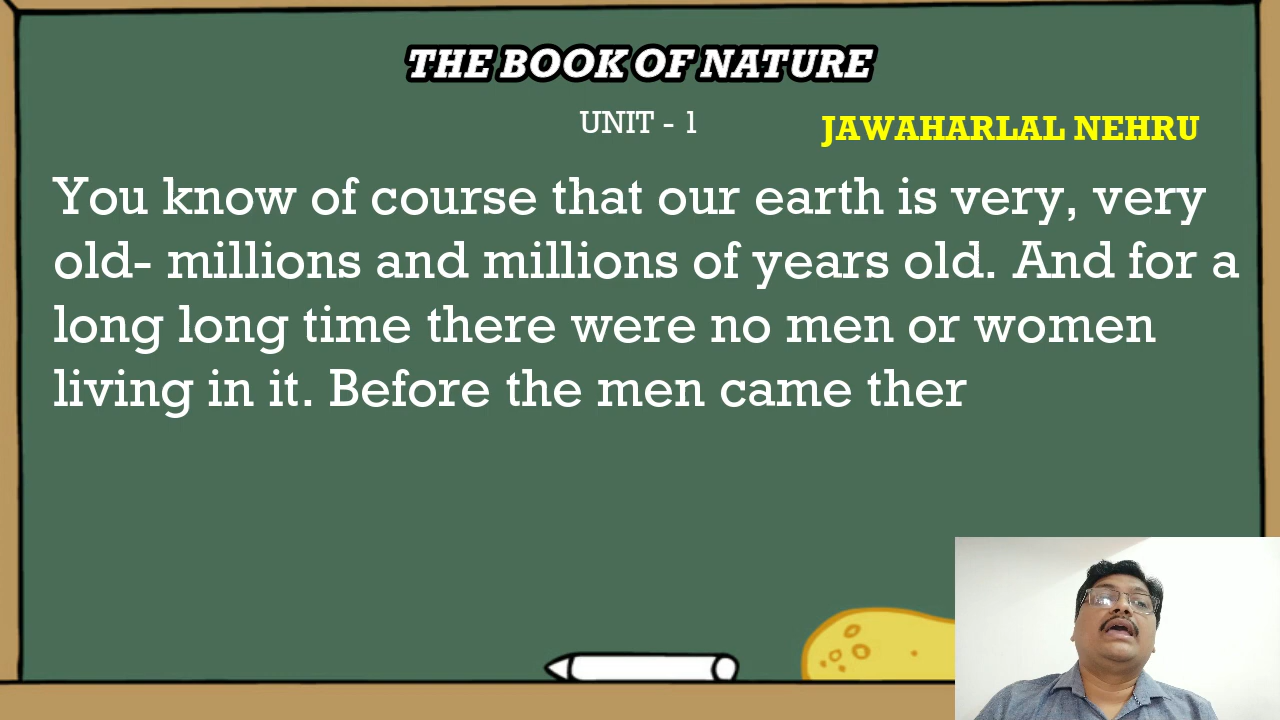 THE BOOK OF NATURE
UNIT - 1
JAWAHARLAL NEHRU
You know of course that our earth is very, very
old- millions and millions of years old. And for a
long long time there were no men or women
living in it. Before the men came ther